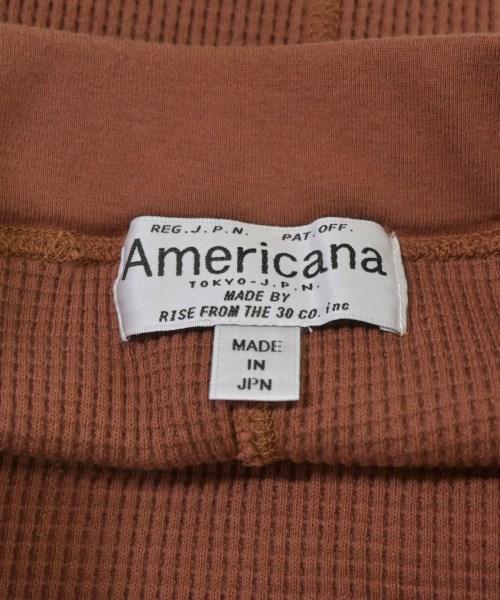 REG.J.P.N. PAT.OFF.
Americana
TOKYO-J.P.N.
MADE BY
RISE FROM THE 30 CO. inc
MADE
IN
JPN